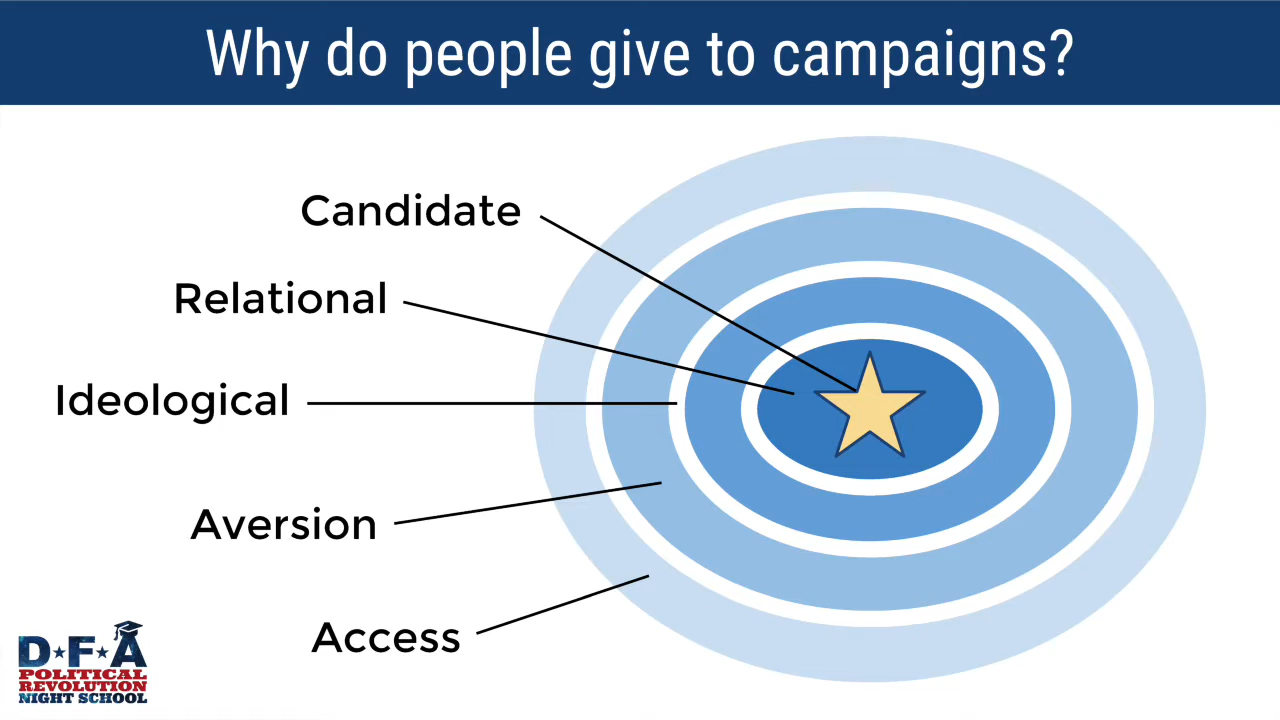 Why do people give to campaigns?
Candidate
Relational
Ideological
Aversion
Access
D★F★A
POLITICAL
REVOLUTION
NIGHT SCHOOL